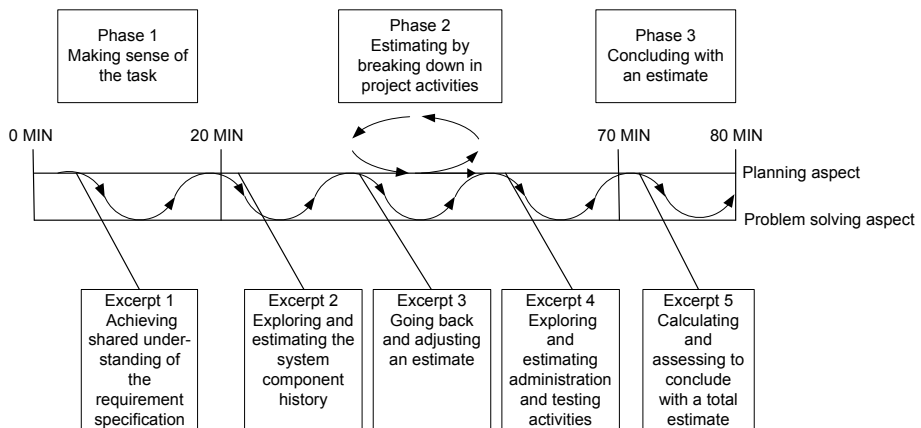 Phase 1
Making sense of
the task
Phase 2
Estimating by
breaking down in
project activities
Phase 3
Concluding with
an estimate
0 MIN
20 MIN
70 MIN
80 MIN
Planning aspect
Problem solving aspect
Excerpt 1
Achieving
shared under-
standing of
the
requirement
specification
Excerpt 2
Exploring and
estimating the
system
component
history
Excerpt 3
Going back
and adjusting
an estimate
Excerpt 4
Exploring
and
estimating
administration
and testing
activities
Excerpt 5
Calculating
and
assessing to
conclude
with a total
estimate